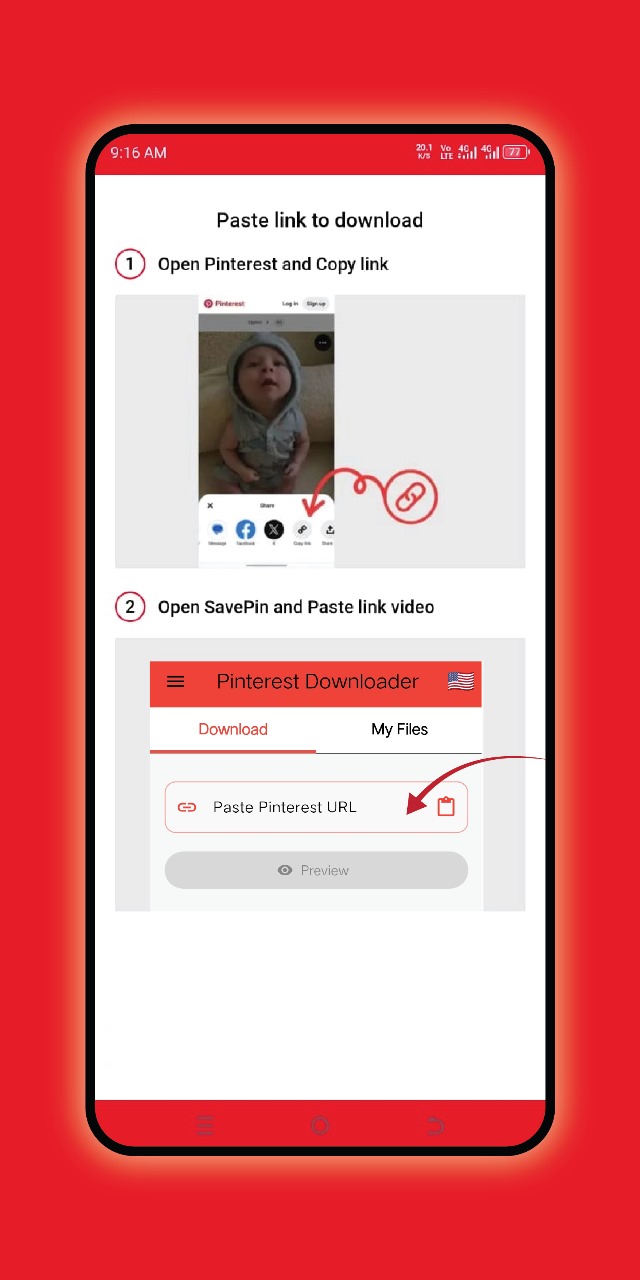 9:16 AM
20.1 K/S Vo LTE 4G 4G 77
Paste link to download
1 Open Pinterest and Copy link
Pinterest Log in Sign up
Share
Message Facebook X Copy link Share
2 Open SavePin and Paste link video
Pinterest Downloader
Download My Files
Paste Pinterest URL
Preview